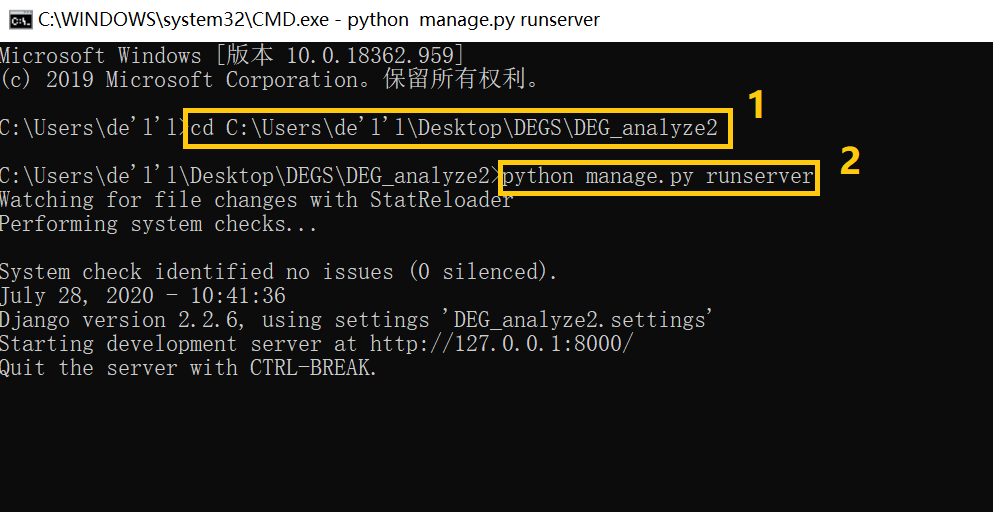 C:\WINDOWS\system32\CMD.exe - python  manage.py runserver
Microsoft Windows [版本 10.0.18362.959]
(c) 2019 Microsoft Corporation。保留所有权利。
1
C:\Users\de'l'l>cd C:\Users\de'l'l\Desktop\DEGS\DEG_analyze2
2
C:\Users\de'l'l\Desktop\DEGS\DEG_analyze2>python manage.py runserver
Watching for file changes with StatReloader
Performing system checks...
System check identified no issues (0 silenced).
July 28, 2020 - 10:41:36
Django version 2.2.6, using settings 'DEG_analyze2.settings'
Starting development server at http://127.0.0.1:8000/
Quit the server with CTRL-BREAK.